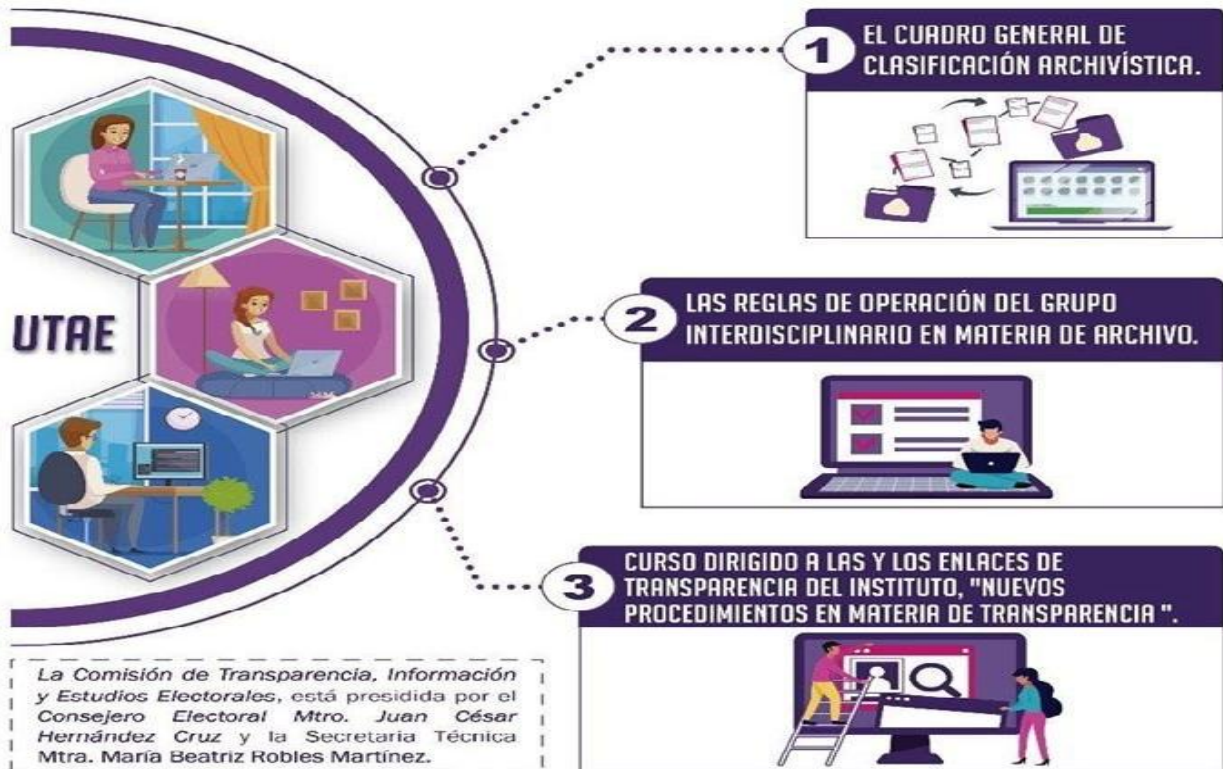 1
EL CUADRO GENERAL DE
CLASIFICACIÓN ARCHIVÍSTICA.
UTAE
2
LAS REGLAS DE OPERACIÓN DEL GRUPO
INTERDISCIPLINARIO EN MATERIA DE ARCHIVO.
3
CURSO DIRIGIDO A LAS Y LOS ENLACES DE
TRANSPARENCIA DEL INSTITUTO, "NUEVOS
PROCEDIMIENTOS EN MATERIA DE TRANSPARENCIA ".
La Comisión de Transparencia, Información
y Estudios Electorales, está presidida por el
Consejero Electoral Mtro. Juan César
Hernández Cruz y la Secretaria Técnica
Mtra. María Beatriz Robles Martínez.